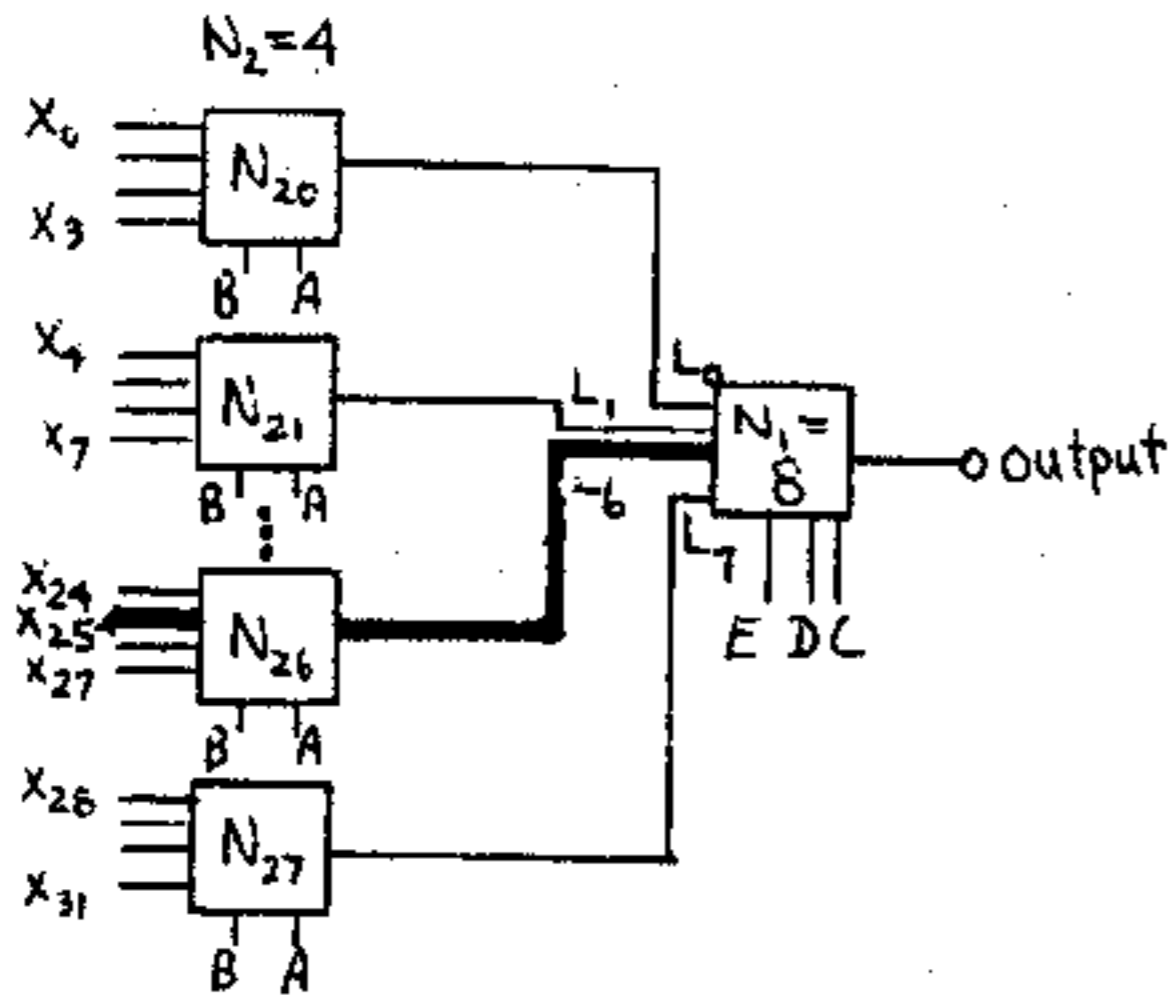 N₂=4
X₀
X₃
N₂₀
B A
X₄
X₇
N₂₁
B A
L₀
L₁
N₁=
8
output
L₆
L₇
E D C
X₂₄
X₂₅
X₂₇
N₂₆
B A
X₂₈
X₃₁
N₂₇
B A